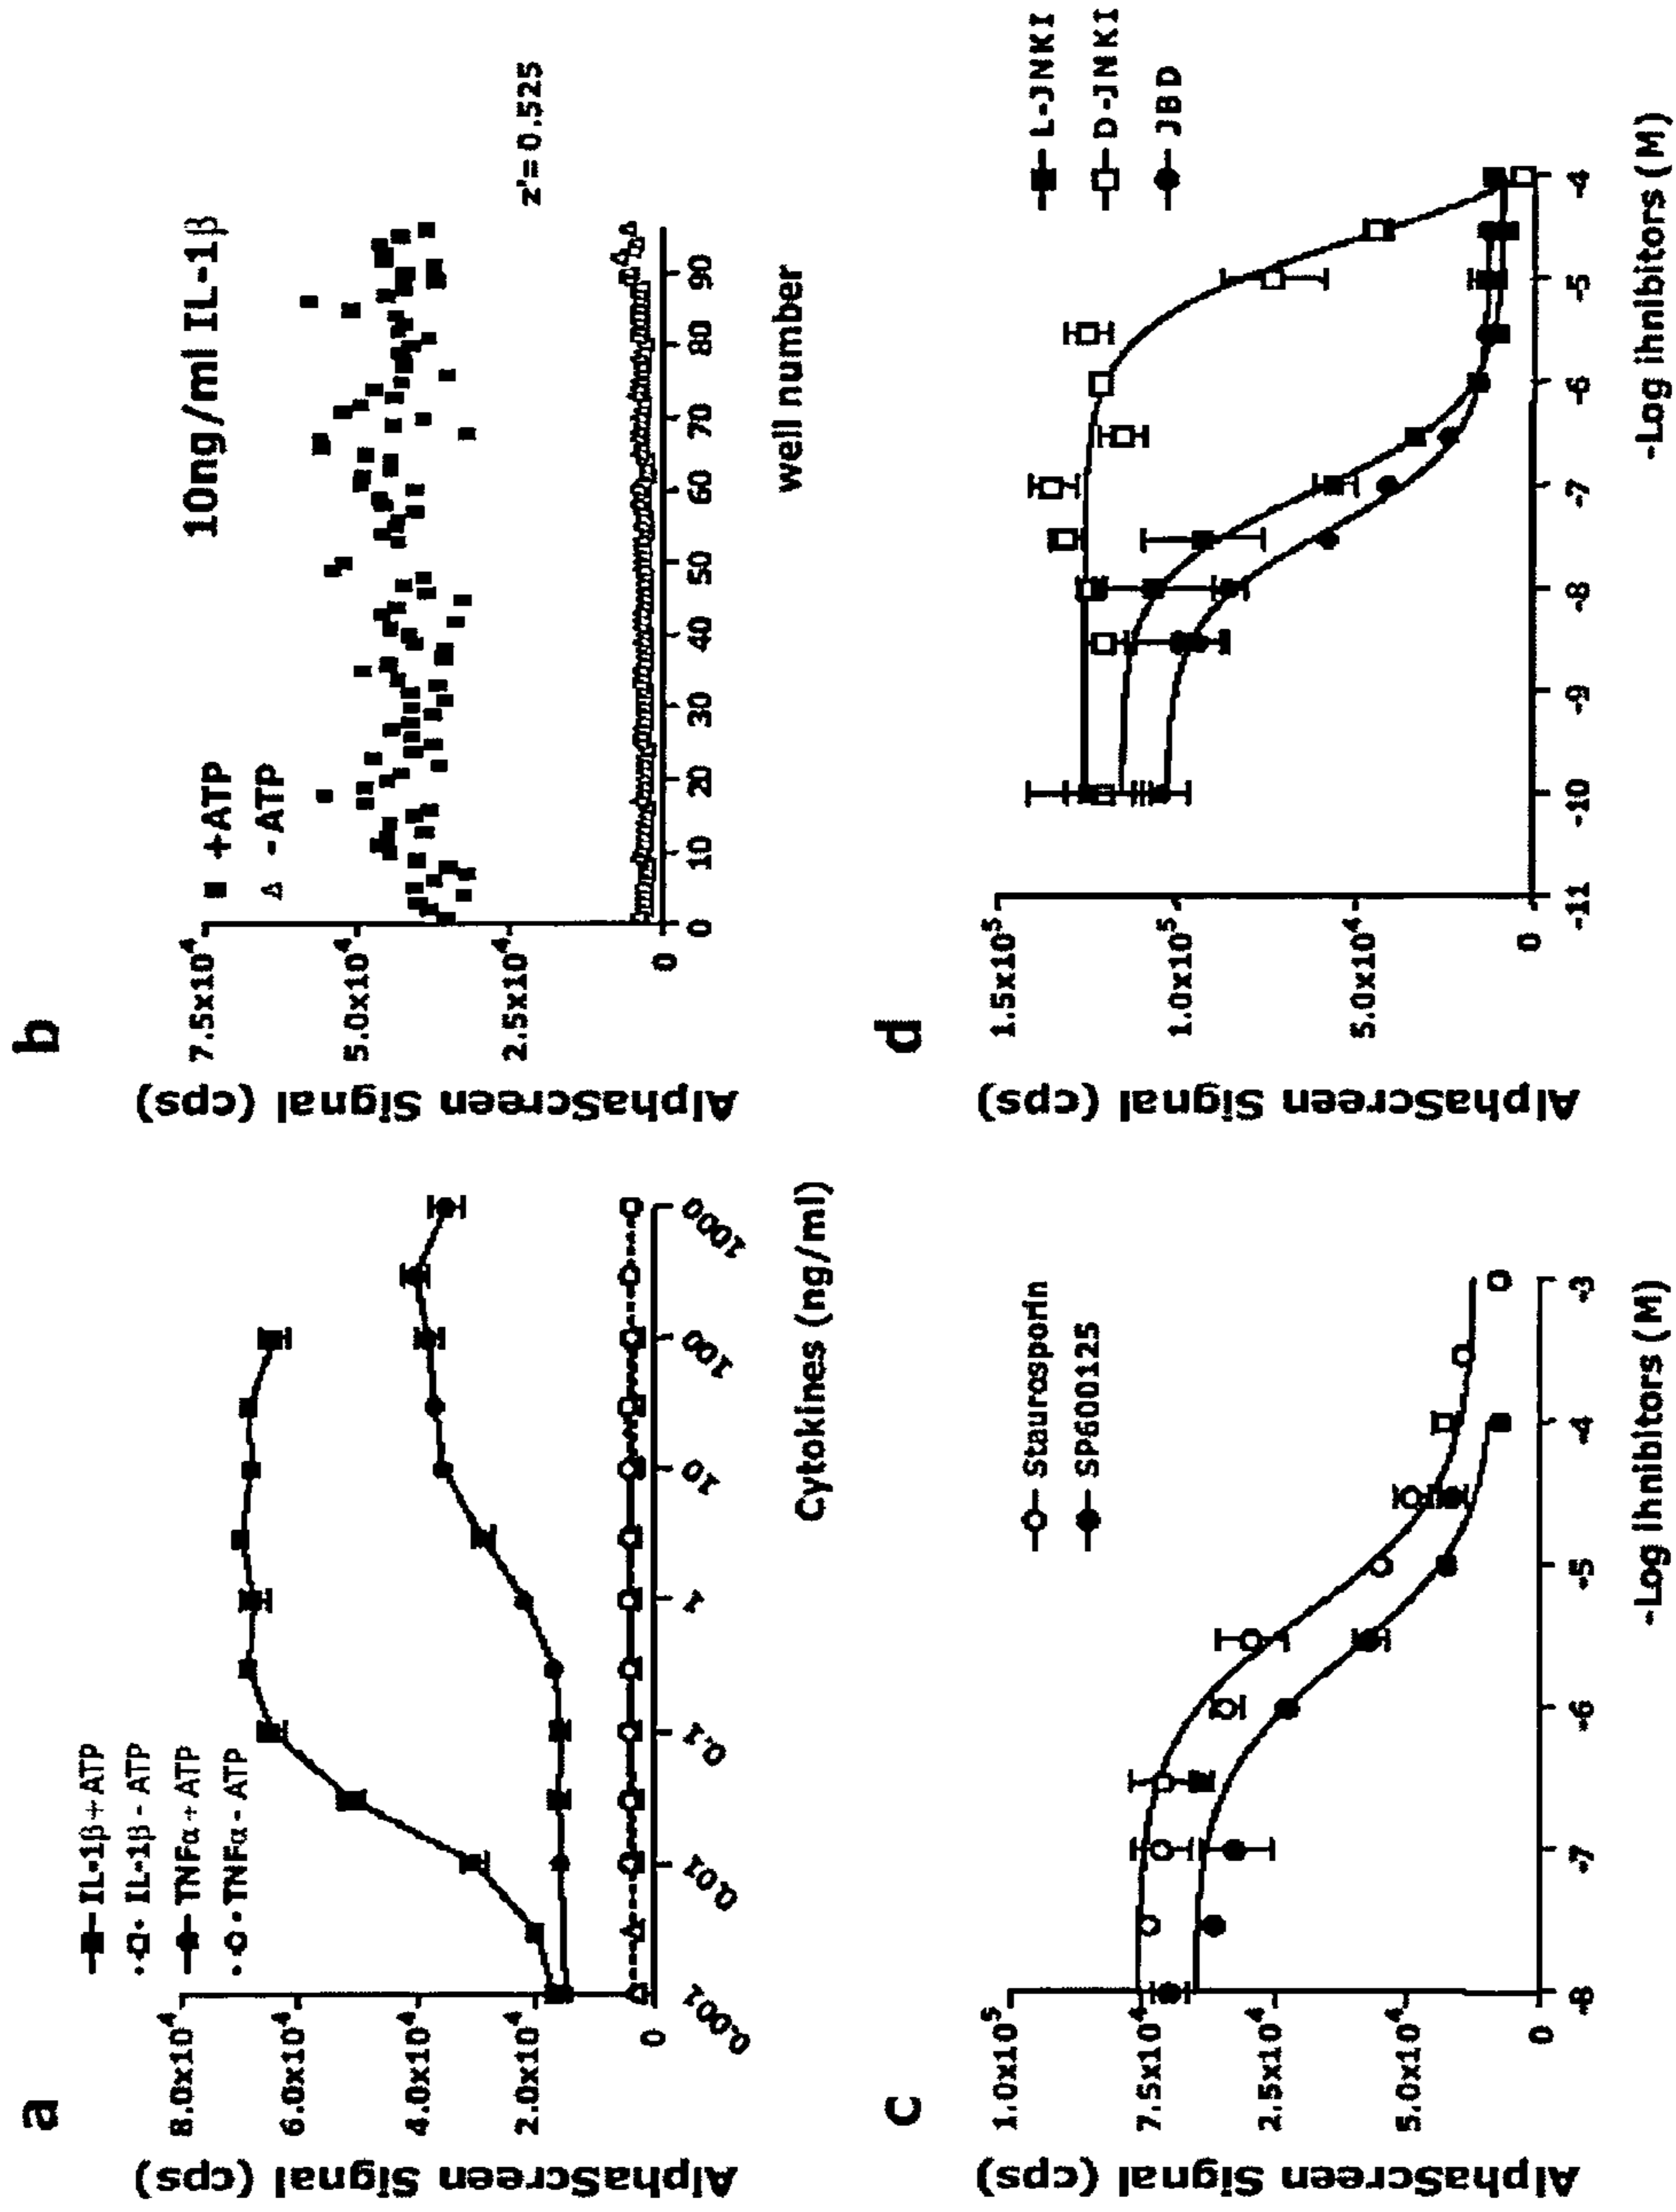 a
AlphaScreen Signal (cps)
8.0x10⁴
6.0x10⁴
4.0x10⁴
2.0x10⁴
0
IL-1β+ATP
IL-1β - ATP
TNFα+ATP
TNFα - ATP
0.001
0.01
0.1
1
10
100
1000
Cytokines (ng/ml)
b
AlphaScreen Signal (cps)
7.5x10⁴
5.0x10⁴
2.5x10⁴
0
+ATP
-ATP
10ng/ml IL-1β
z'=0.525
0 10 20 30 40 50 60 70 80 90
well number
c
AlphaScreen Signal (cps)
1.0x10⁵
7.5x10⁴
2.5x10⁴
5.0x10⁴
0
Staurosporin
SP600125
-8 -7 -6 -5 -4 -3
-Log ihnibitors (M)
d
AlphaScreen Signal (cps)
1.5x10⁵
1.0x10⁵
5.0x10⁴
0
L-JNKI
D-JNKI
JBD
-11 -10 -9 -8 -7 -6 -5 -4
-Log ihnibitors (M)